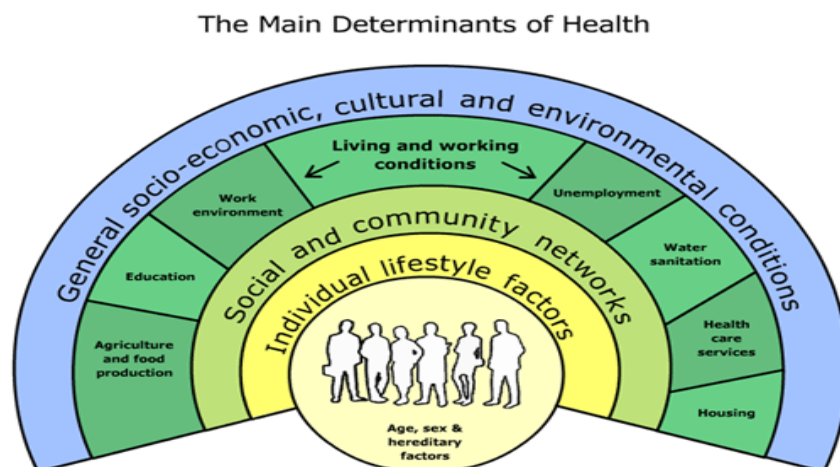 The Main Determinants of Health
General socio-economic, cultural and environmental conditions
Living and working
conditions
Work
environment
Unemployment
Education
Water
sanitation
Agriculture
and food
production
Health
care
services
Housing
Social and community networks
Individual lifestyle factors
Age, sex &
hereditary
factors